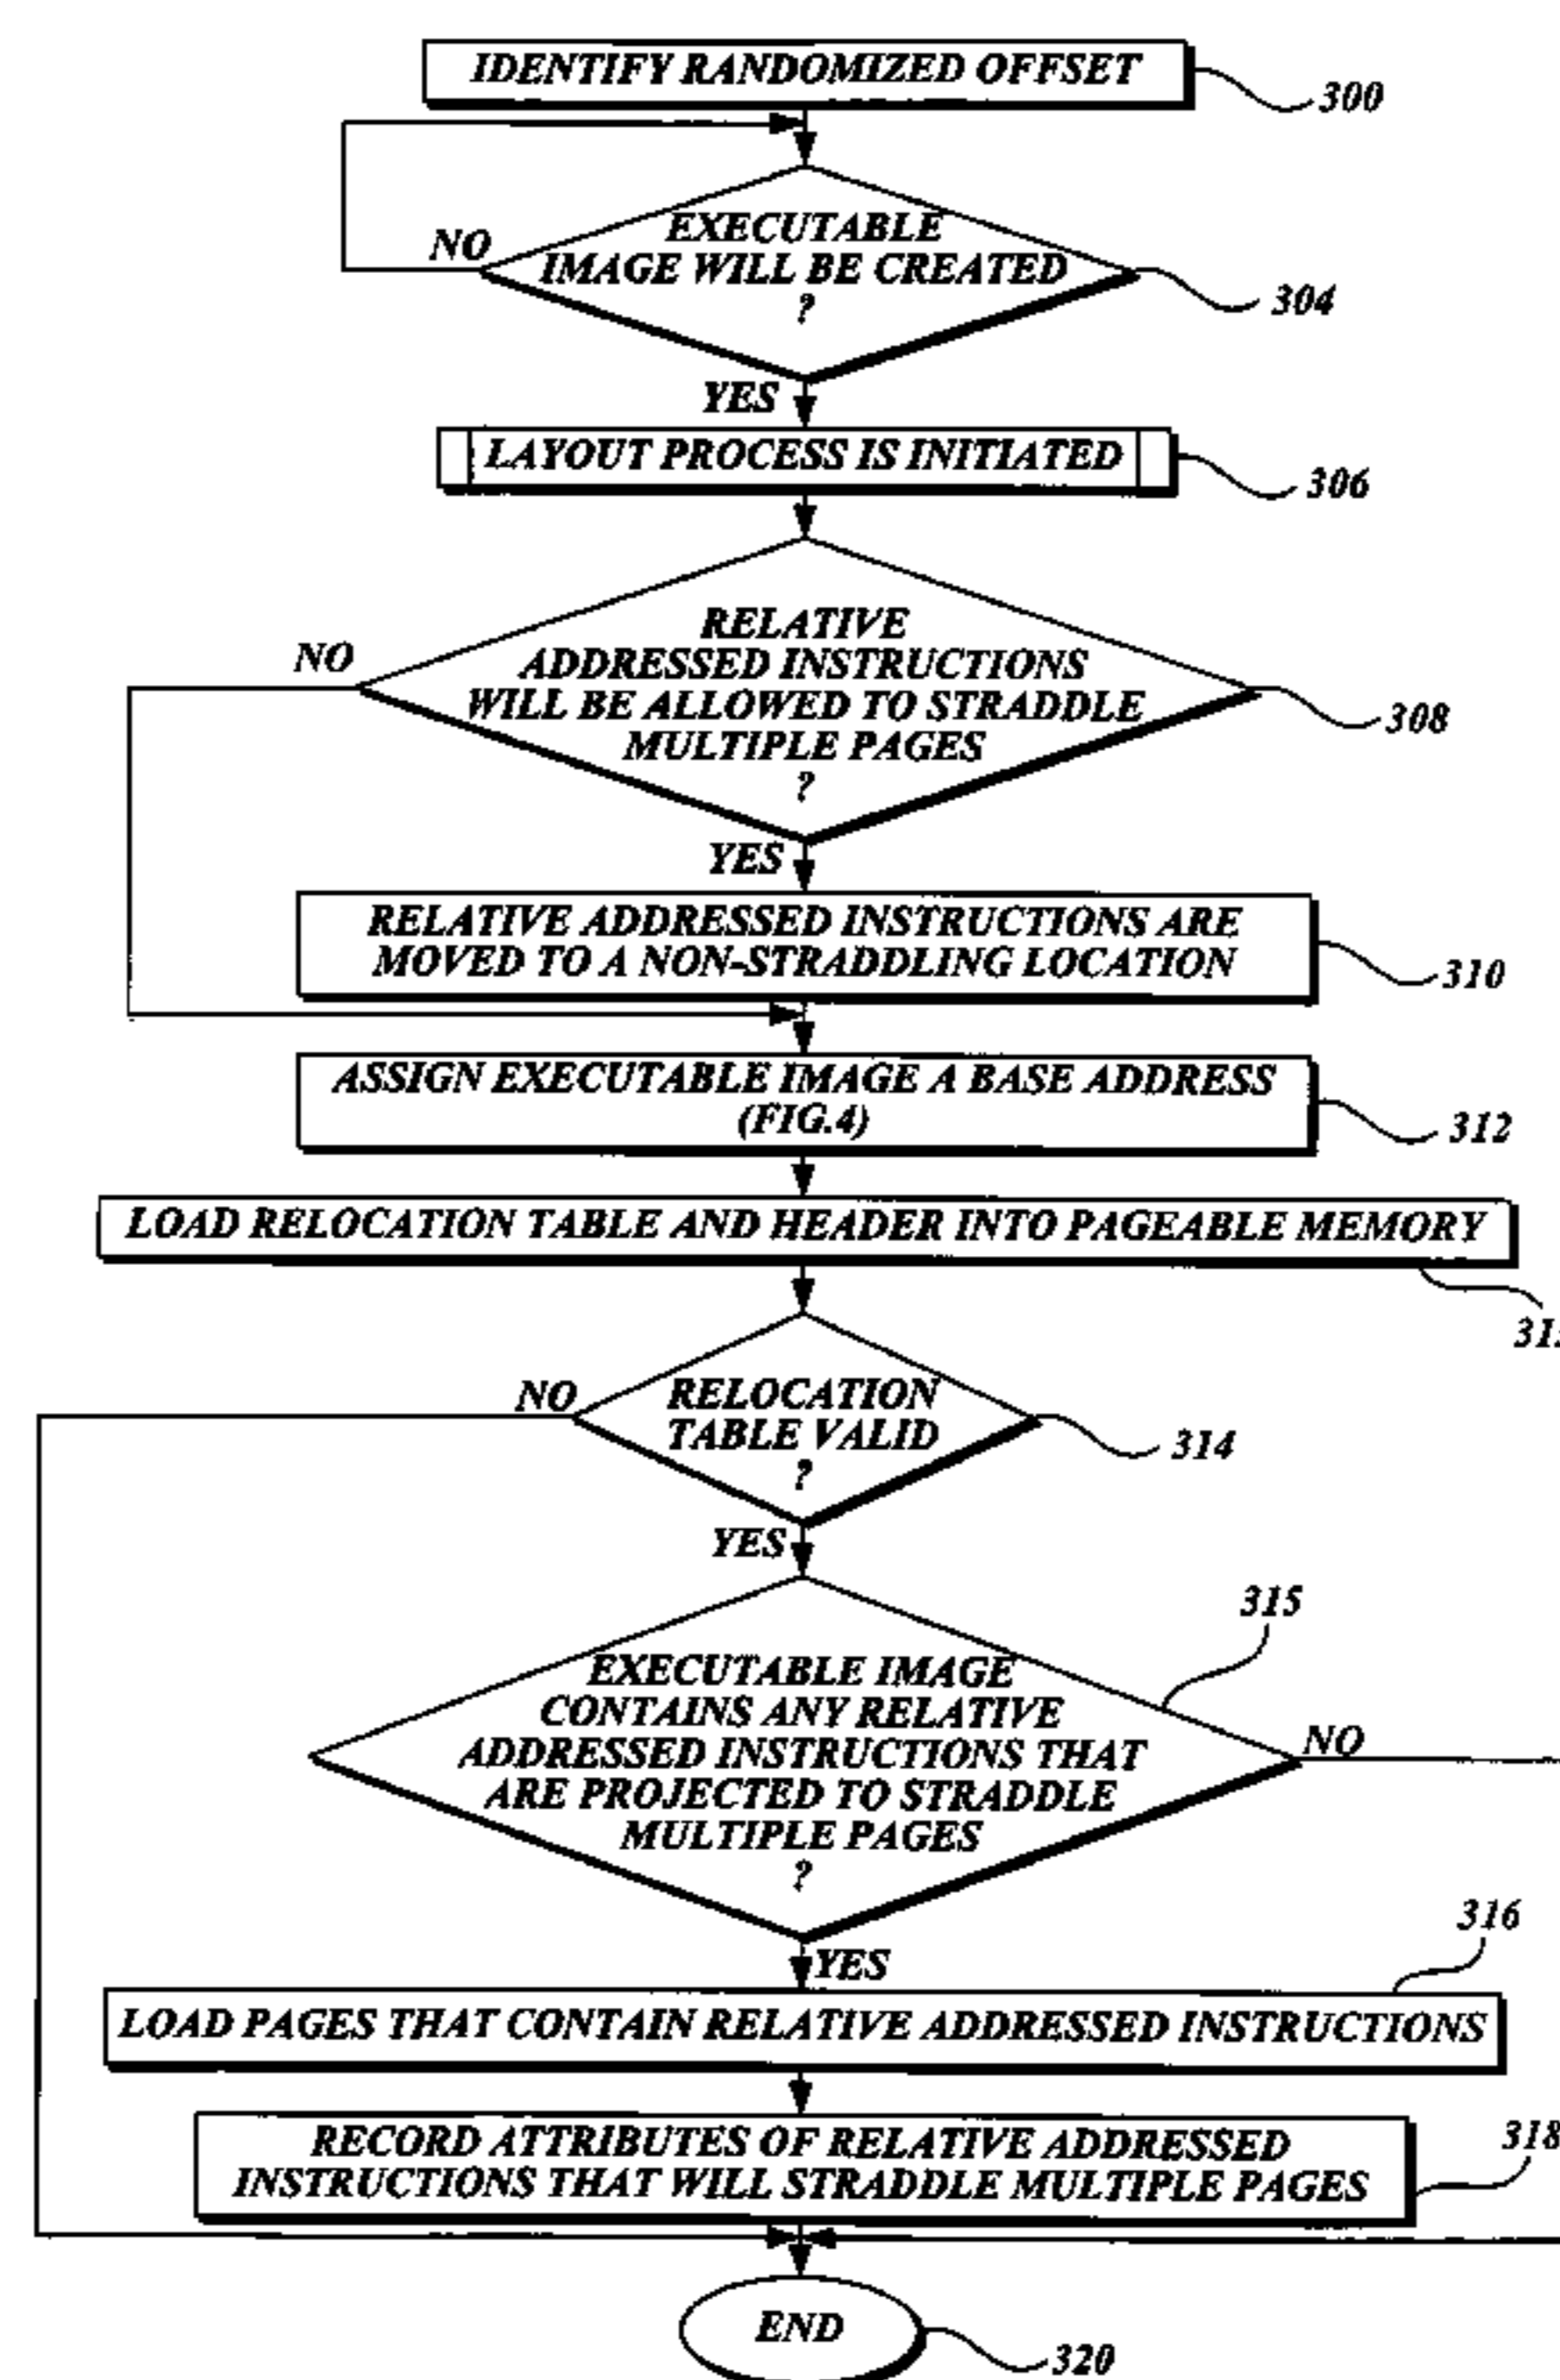 IDENTIFY RANDOMIZED OFFSET
300
EXECUTABLE
IMAGE WILL BE CREATED
?
NO
304
YES
LAYOUT PROCESS IS INITIATED
306
RELATIVE
ADDRESSED INSTRUCTIONS
WILL BE ALLOWED TO STRADDLE
MULTIPLE PAGES
?
NO
308
YES
RELATIVE ADDRESSED INSTRUCTIONS ARE
MOVED TO A NON-STRADDLING LOCATION
310
ASSIGN EXECUTABLE IMAGE A BASE ADDRESS
(FIG.4)
312
LOAD RELOCATION TABLE AND HEADER INTO PAGEABLE MEMORY
NO
RELOCATION
TABLE VALID
?
314
YES
315
EXECUTABLE IMAGE
CONTAINS ANY RELATIVE
ADDRESSED INSTRUCTIONS THAT
ARE PROJECTED TO STRADDLE
MULTIPLE PAGES
?
NO
YES
316
LOAD PAGES THAT CONTAIN RELATIVE ADDRESSED INSTRUCTIONS
RECORD ATTRIBUTES OF RELATIVE ADDRESSED
INSTRUCTIONS THAT WILL STRADDLE MULTIPLE PAGES
318
END
320